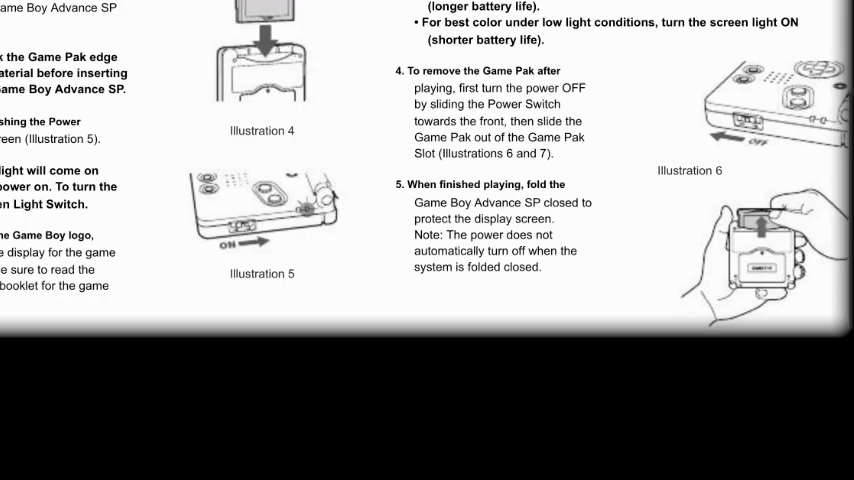 ame Boy Advance SP
k the Game Pak edge
aterial before inserting
ame Boy Advance SP.
shing the Power
reen (Illustration 5).
light will come on
power on. To turn the
en Light Switch.
he Game Boy logo,
e display for the game
e sure to read the
booklet for the game
Illustration 4
ON
Illustration 5
(longer battery life).
• For best color under low light conditions, turn the screen light ON
(shorter battery life).
4. To remove the Game Pak after
playing, first turn the power OFF
by sliding the Power Switch
towards the front, then slide the
Game Pak out of the Game Pak
Slot (Illustrations 6 and 7).
5. When finished playing, fold the
Game Boy Advance SP closed to
protect the display screen.
Note: The power does not
automatically turn off when the
system is folded closed.
OFF
Illustration 6